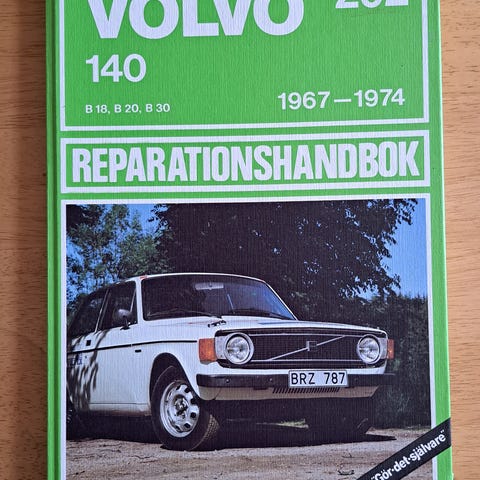 VOLVO
140
B 18, B 20, B 30
1967—1974
REPARATIONSHANDBOK
BRZ 787
"Gör·det·självare"